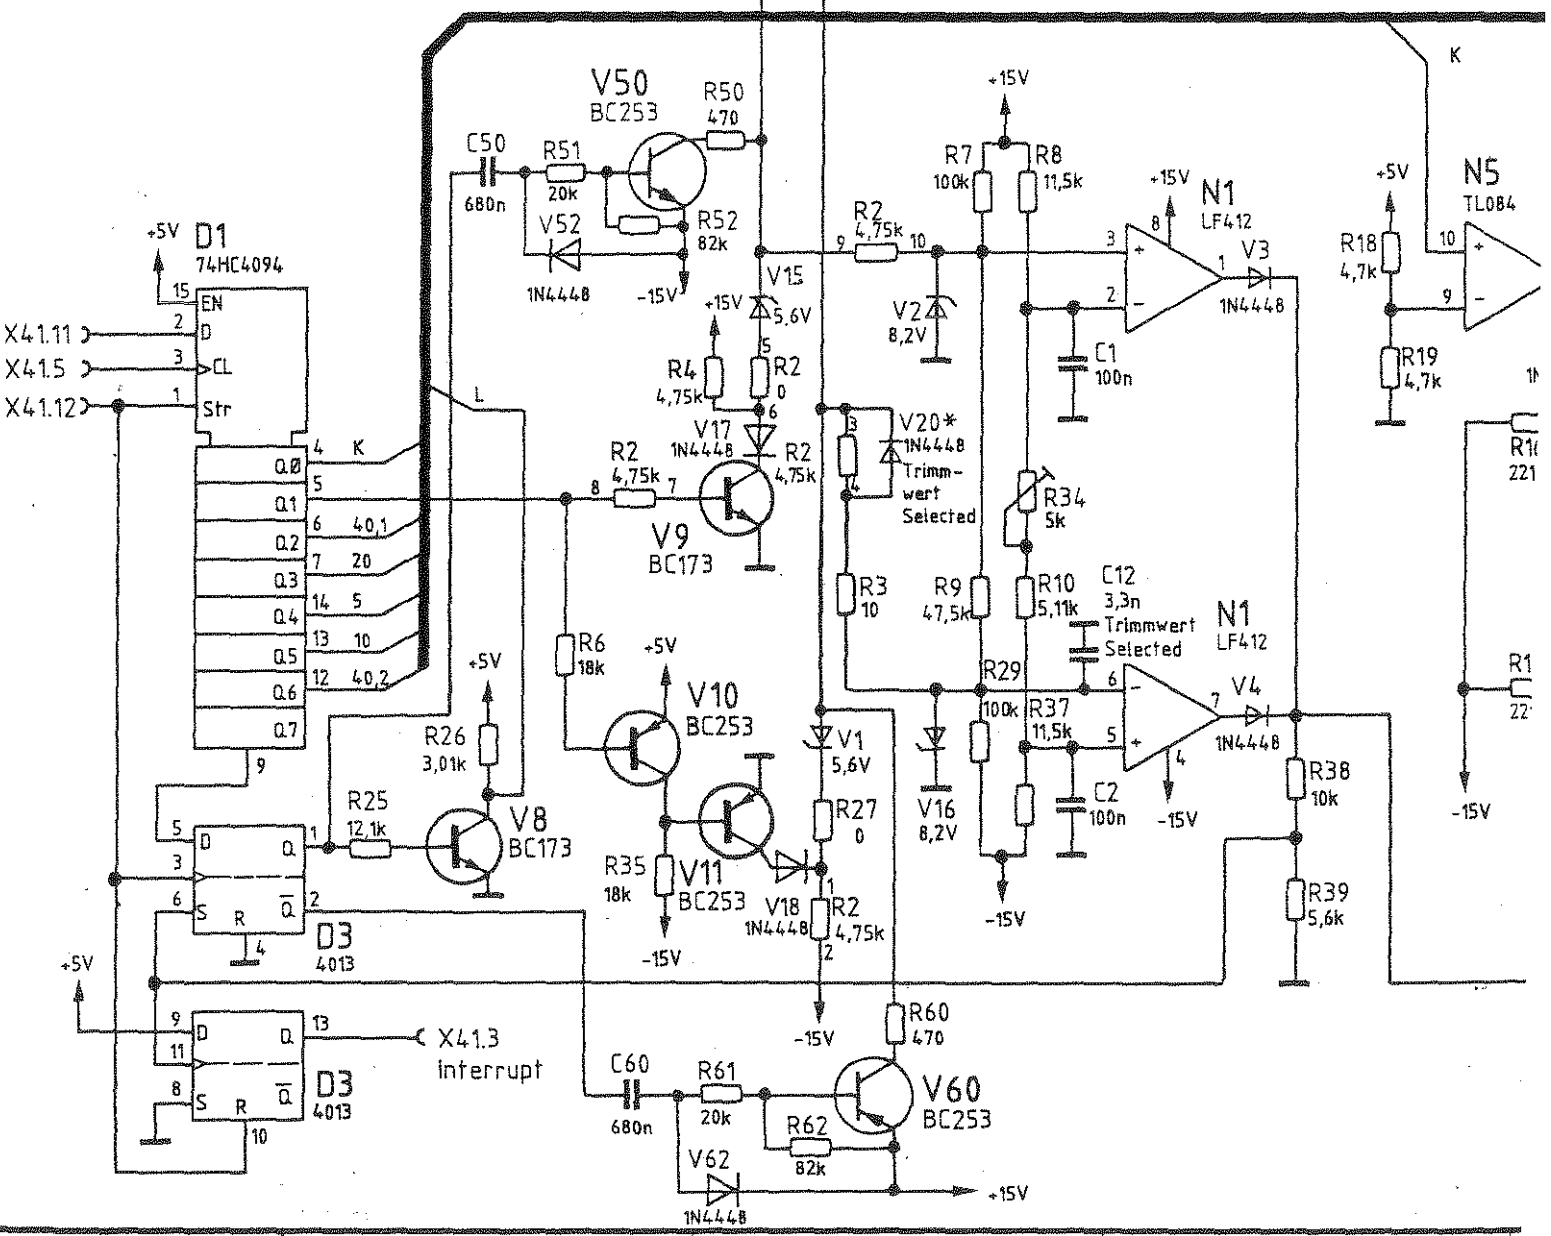 K
V50
BC253
R50
470
+15V
C50
680n
R51
20k
R52
82k
V52
1N4448
-15V
R7
100k
R8
11,5k
+15V
8
N1
LF412
+5V
N5
TL084
R18
4,7k
10
+
9
-
R19
4,7k
+5V
D1
74HC4094
15
EN
X41.11
2
D
X41.5
3
CL
X41.12
1
Str
9
R2
4,75k
10
3
+
2
-
1
V3
1N4448
V15
5,6V
+15V
V2
8,2V
C1
100n
R4
4,75k
5
R2
0
6
L
V17
1N4448
R2
4,75k
3
4
V20*
1N4448
Trimm-
wert
Selected
R10
221
4
K
Q0
5
Q1
6
40,1
Q2
7
20
Q3
14
5
Q4
13
10
Q5
12
40,2
Q6
Q7
9
8
R2
4,75k
7
V9
BC173
R34
5k
R3
10
R9
47,5k
R10
5,11k
C12
3,3n
Trimmwert
Selected
N1
LF412
R6
18k
+5V
+5V
V10
BC253
R26
3,01k
R29
100k
R37
11,5k
6
-
5
+
7
4
-15V
V4
1N4448
R1
22
-15V
V1
5,6V
V16
8,2V
C2
100n
R38
10k
R25
12,1k
V8
BC173
R27
0
R35
18k
V11
BC253
V18
1N4448
1
R2
4,75k
2
-15V
-15V
-15V
R39
5,6k
5
D
Q
1
3
6
S
R
Q
2
4
D3
4013
+5V
9
D
Q
13
11
8
S
R
Q
10
D3
4013
X41.3
interrupt
R60
470
C60
680n
R61
20k
V60
BC253
R62
82k
V62
1N4448
+15V